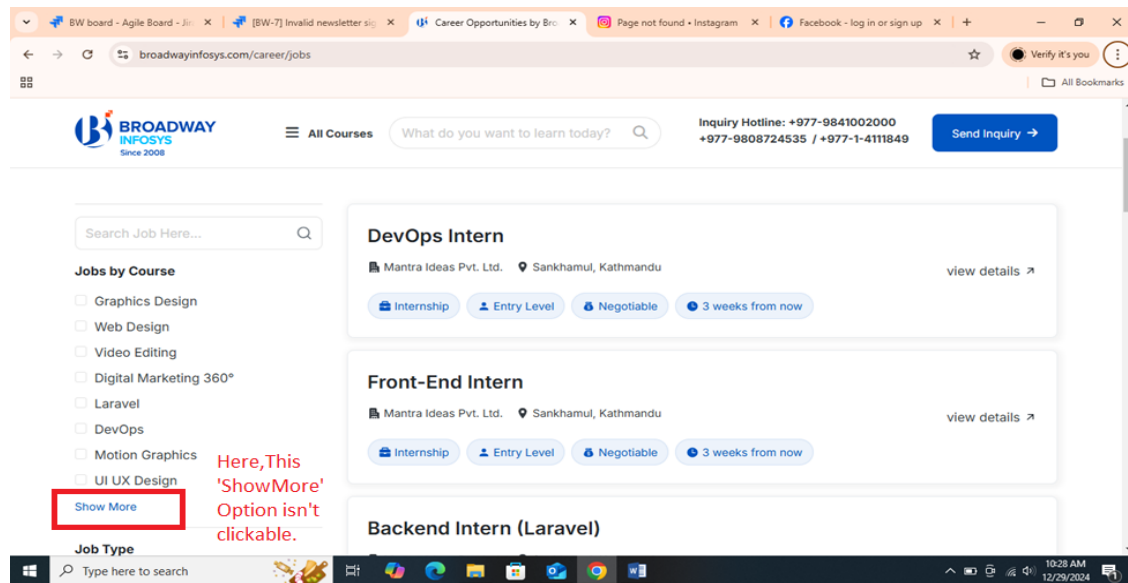 BW board - Agile Board - Jir
[BW-7] Invalid newsletter sig
Career Opportunities by Bro
Page not found • Instagram
Facebook - log in or sign up
broadwayinfosys.com/career/jobs
Verify it's you
All Bookmarks
BROADWAY
INFOSYS
Since 2008
All Courses
What do you want to learn today?
Inquiry Hotline: +977-9841002000
+977-9808724535 / +977-1-4111849
Send Inquiry →
Search Job Here...
Jobs by Course
Graphics Design
Web Design
Video Editing
Digital Marketing 360°
Laravel
DevOps
Motion Graphics
UI UX Design
Show More
Job Type
Here,This
'ShowMore'
Option isn't
clickable.
DevOps Intern
Mantra Ideas Pvt. Ltd. Sankhamul, Kathmandu
view details ↗
Internship Entry Level Negotiable 3 weeks from now
Front-End Intern
Mantra Ideas Pvt. Ltd. Sankhamul, Kathmandu
view details ↗
Internship Entry Level Negotiable 3 weeks from now
Backend Intern (Laravel)
Type here to search
10:28 AM
12/29/2024